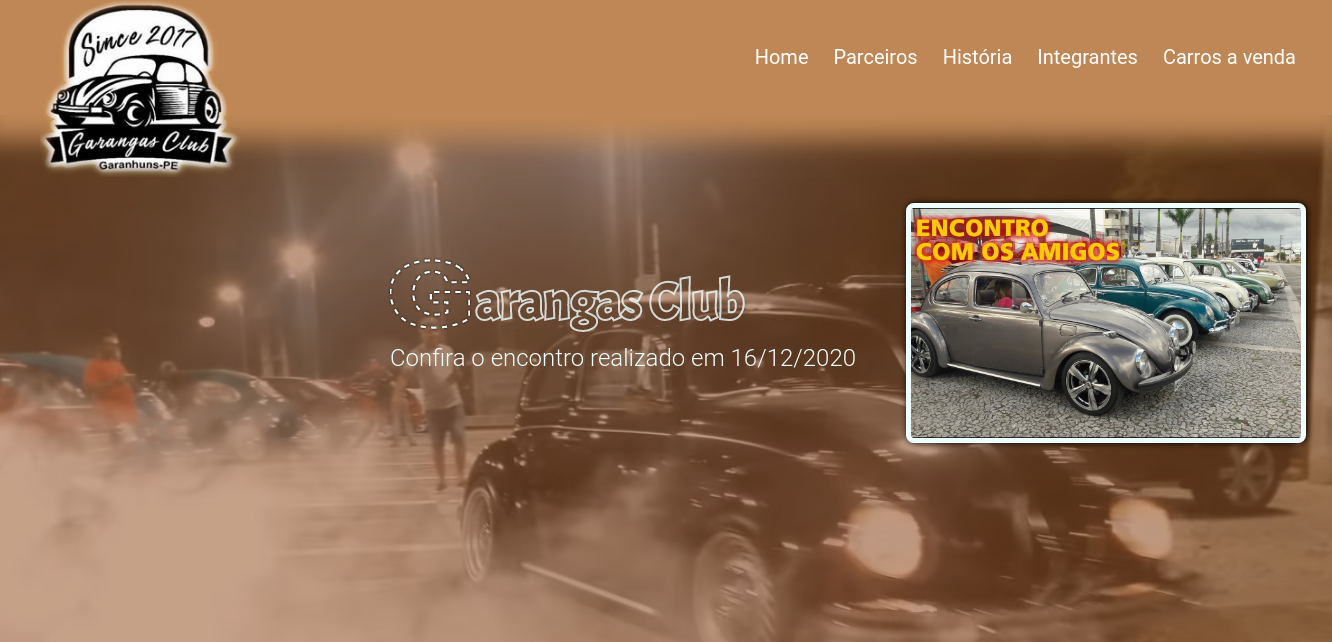 Since 2017
Garangas Club
Garanhuns-PE
Home Parceiros História Integrantes Carros a venda
Garangas Club
Confira o encontro realizado em 16/12/2020
ENCONTRO
COM OS AMIGOS